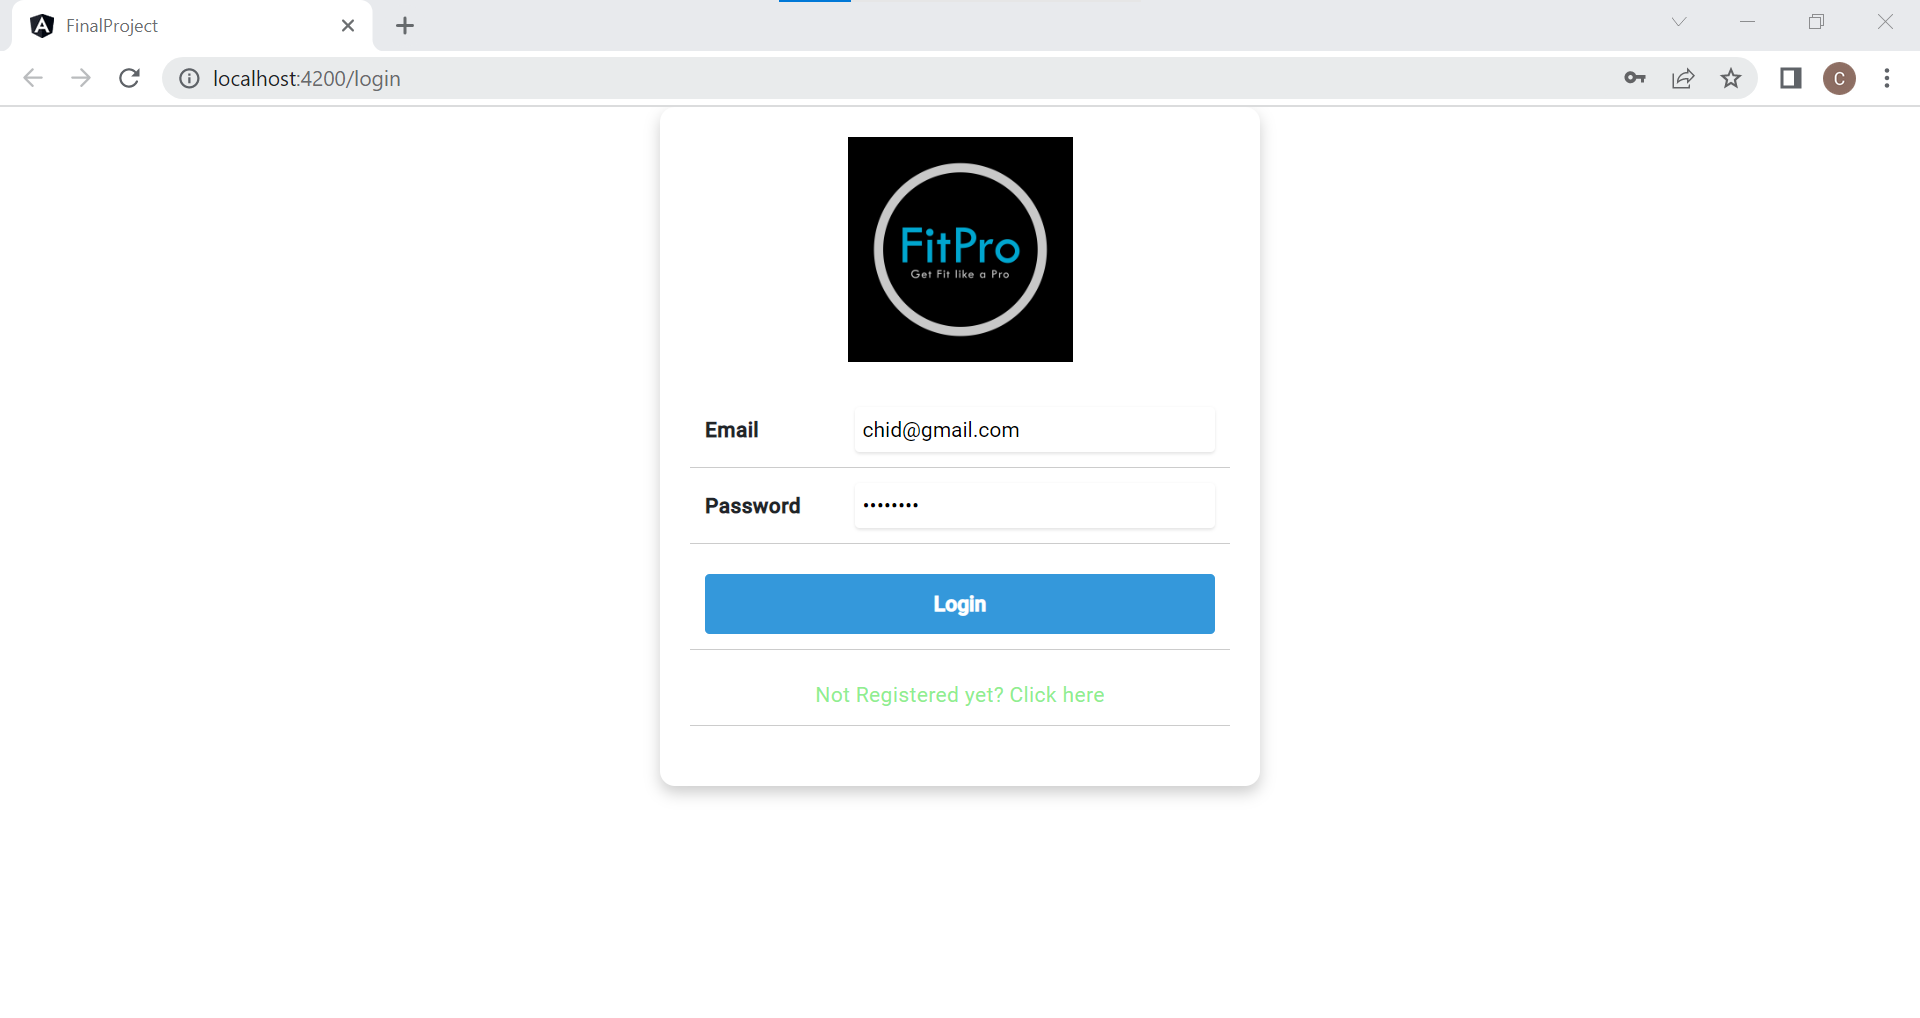 FinalProject
localhost:4200/login
C
FitPro
Get Fit like a Pro
Email
chid@gmail.com
Password
••••••••
Login
Not Registered yet? Click here